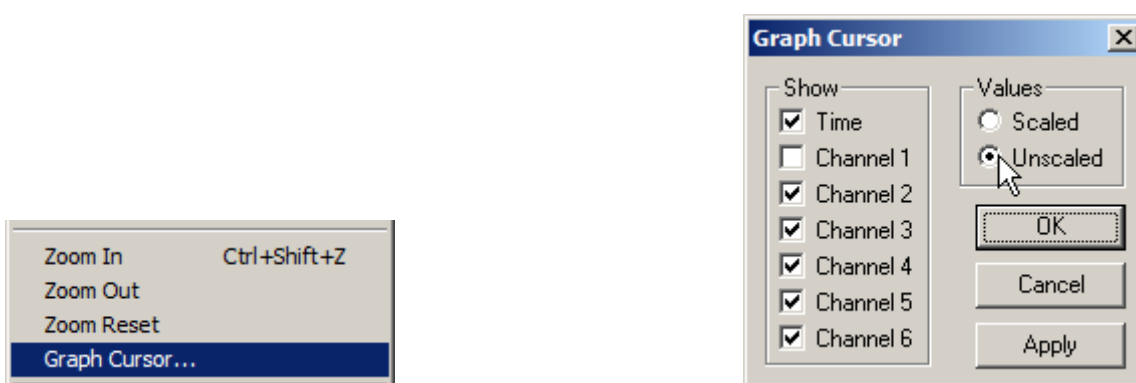 Zoom In Ctrl+Shift+Z
Zoom Out
Zoom Reset
Graph Cursor...
Graph Cursor
Show
Time
Channel 1
Channel 2
Channel 3
Channel 4
Channel 5
Channel 6
Values
Scaled
Unscaled
OK
Cancel
Apply